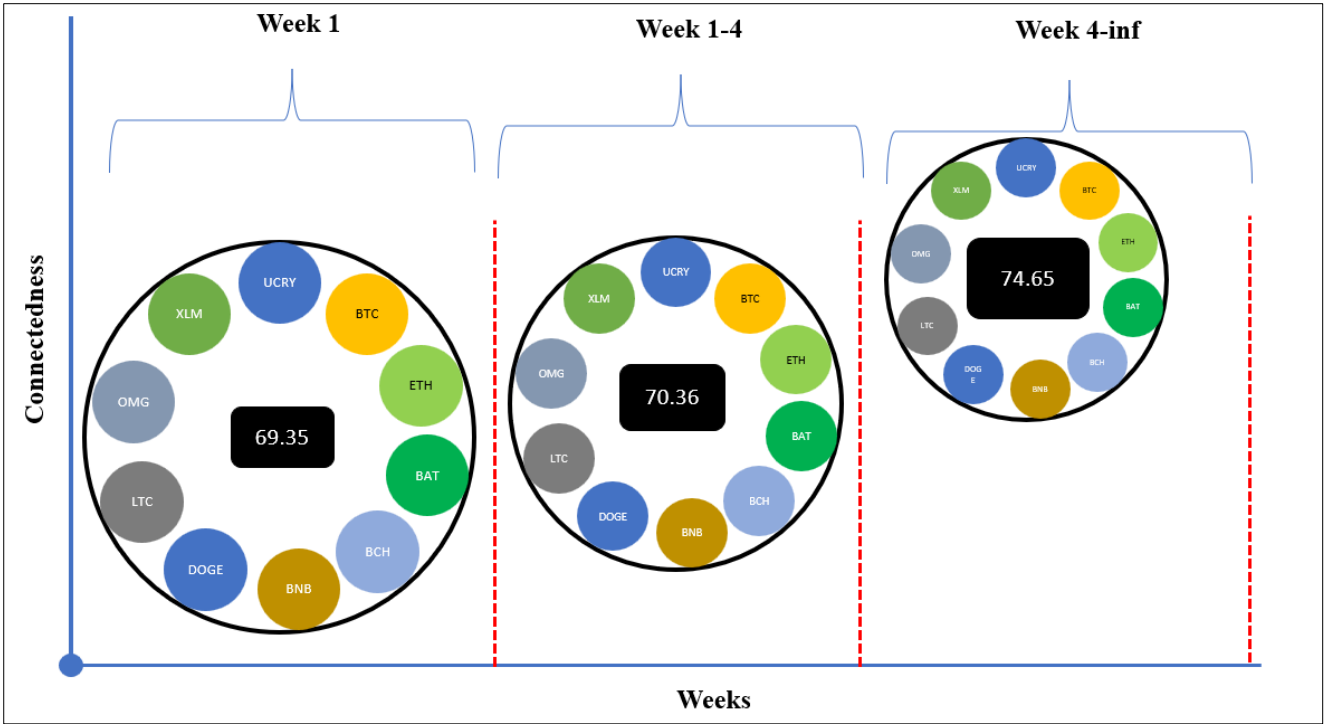 Week 1
Week 1-4
Week 4-inf
Connectedness
UCRY
BTC
ETH
BAT
BCH
BNB
DOGE
LTC
OMG
XLM
69.35
UCRY
BTC
ETH
BAT
BCH
BNB
DOGE
LTC
OMG
XLM
70.36
UCRY
BTC
ETH
BAT
BCH
BNB
DOG
E
LTC
OMG
XLM
74.65
Weeks